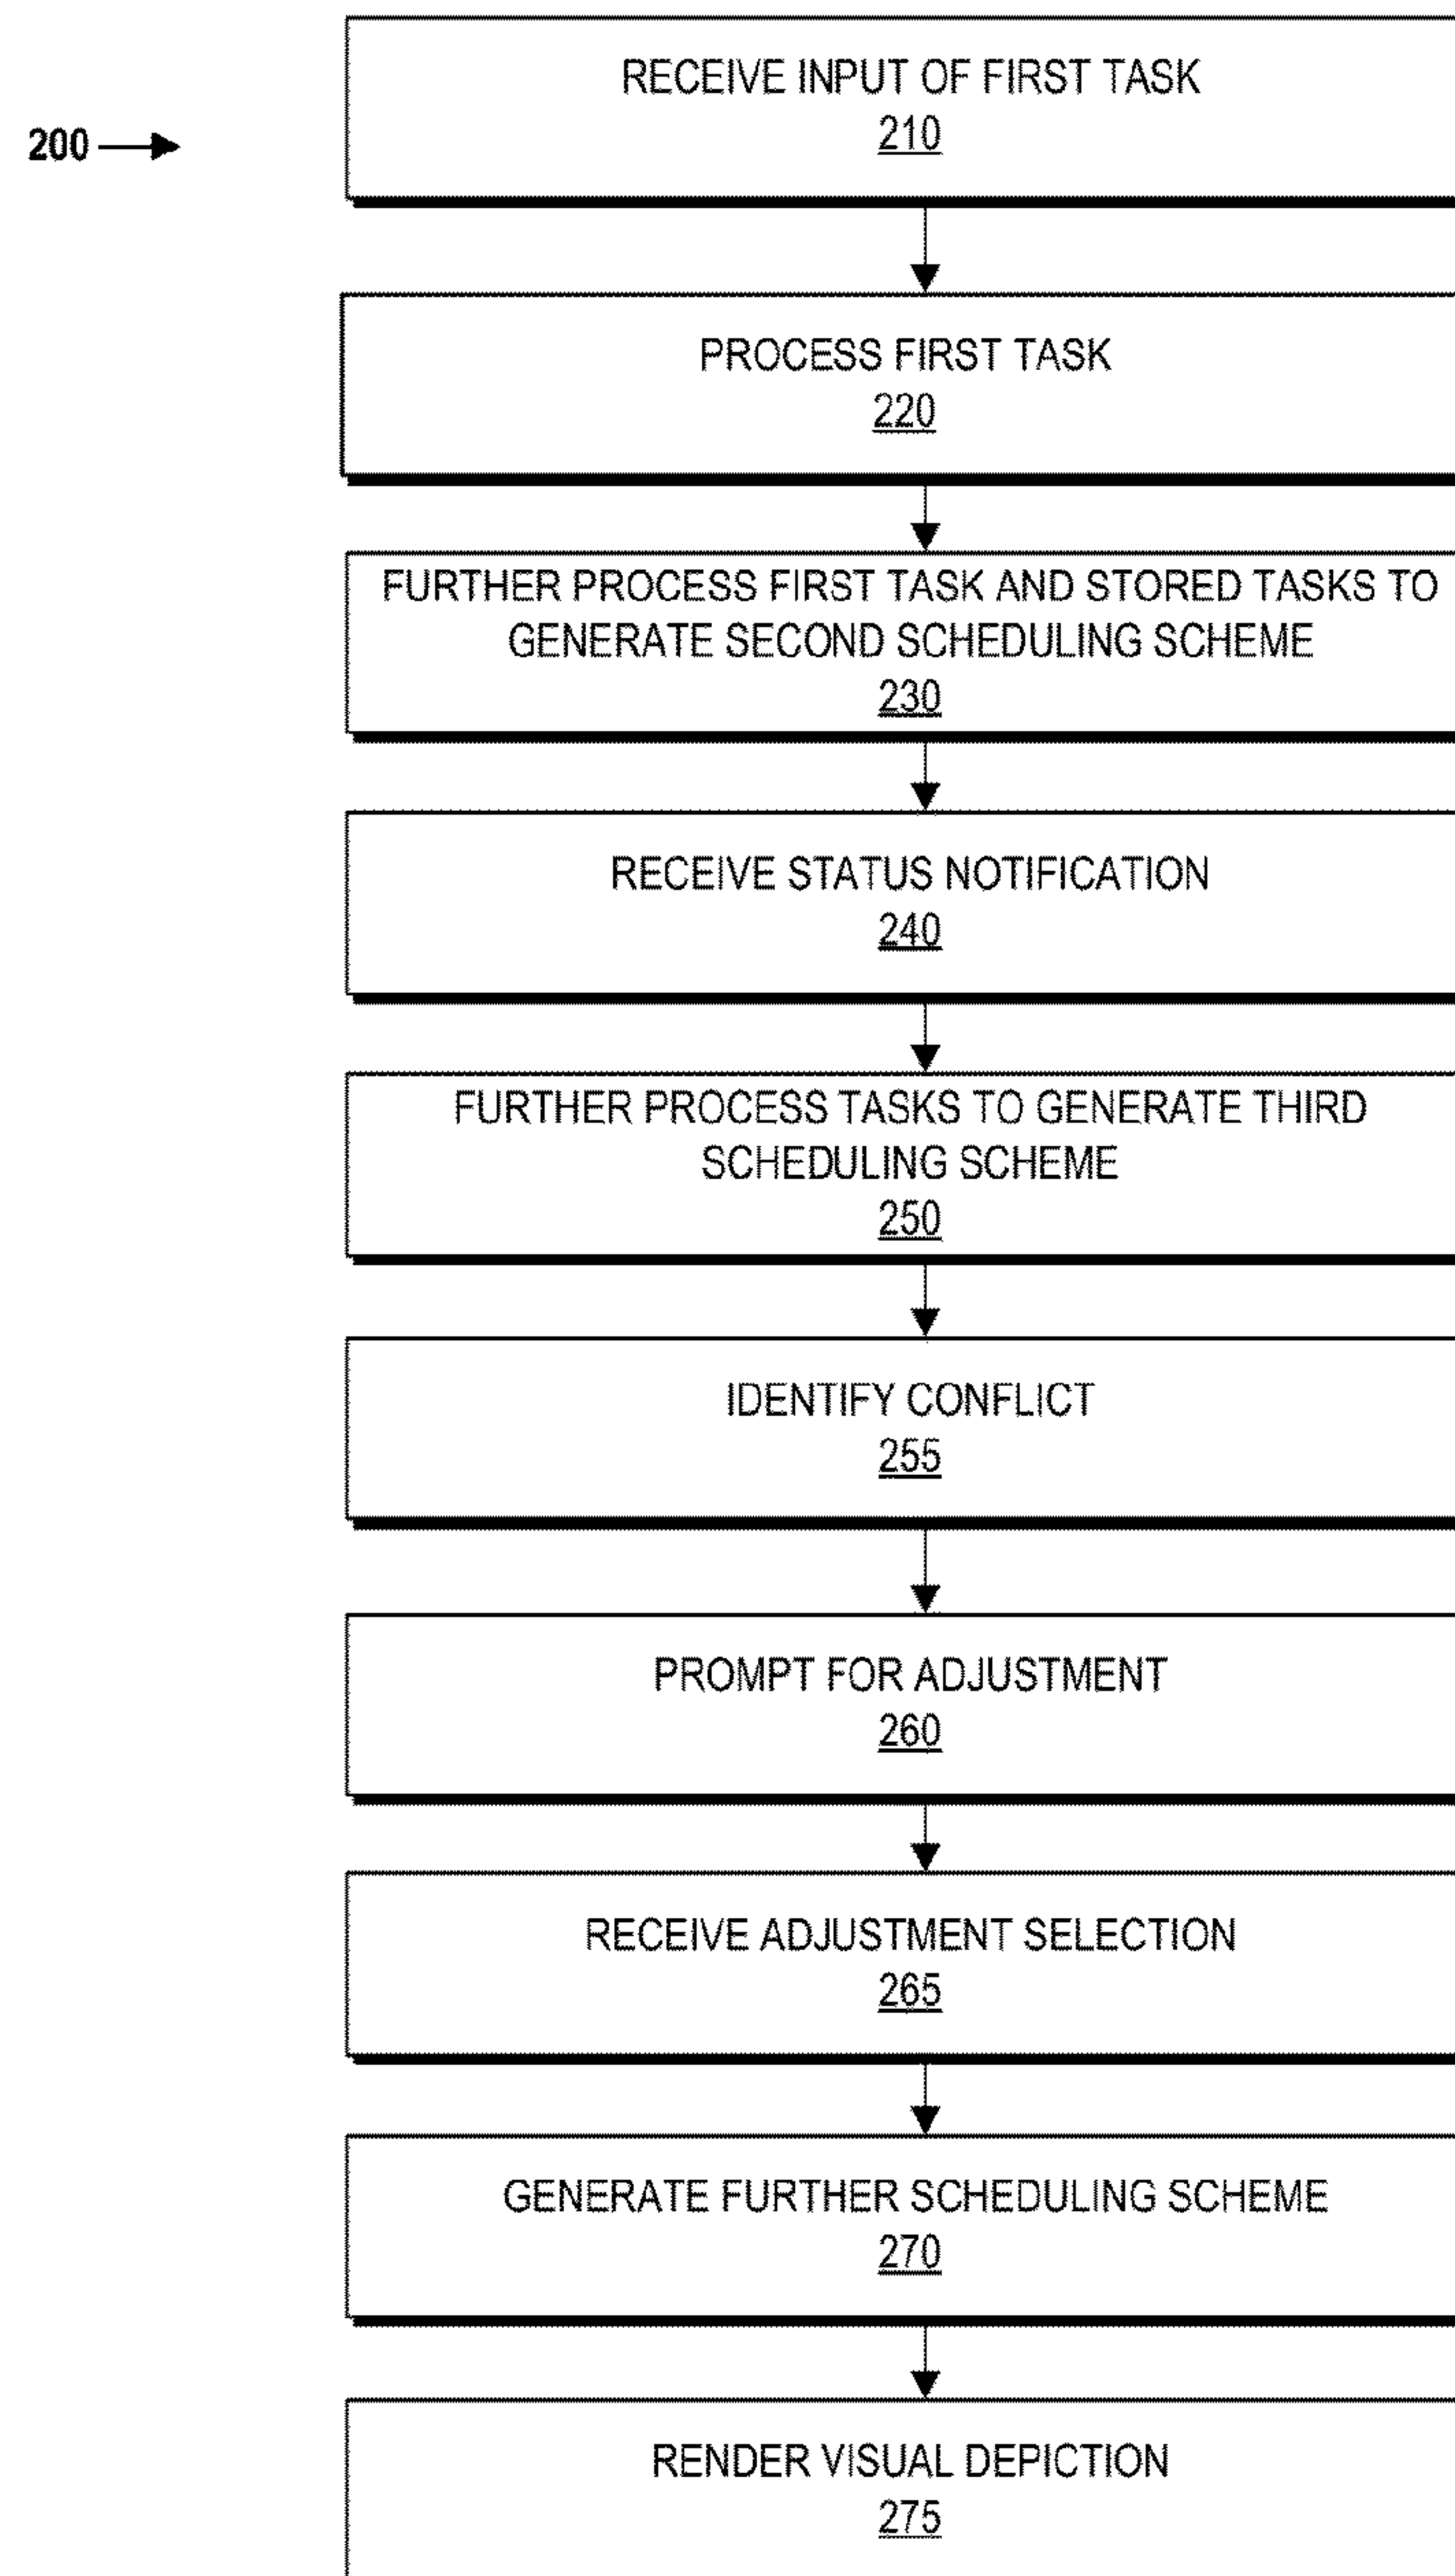 RECEIVE INPUT OF FIRST TASK
210
200
PROCESS FIRST TASK
220
FURTHER PROCESS FIRST TASK AND STORED TASKS TO
GENERATE SECOND SCHEDULING SCHEME
230
RECEIVE STATUS NOTIFICATION
240
FURTHER PROCESS TASKS TO GENERATE THIRD
SCHEDULING SCHEME
250
IDENTIFY CONFLICT
255
PROMPT FOR ADJUSTMENT
260
RECEIVE ADJUSTMENT SELECTION
265
GENERATE FURTHER SCHEDULING SCHEME
270
RENDER VISUAL DEPICTION
275